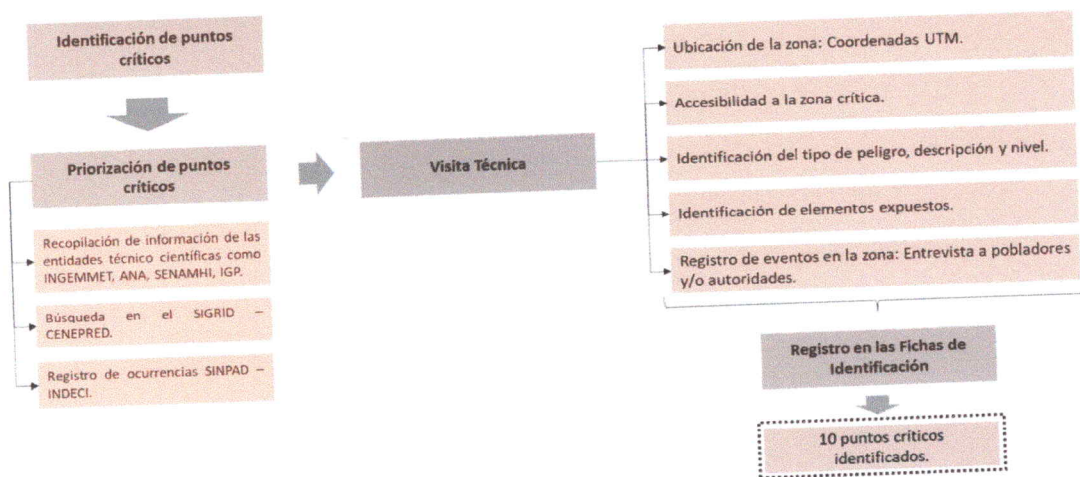 Identificación de puntos
críticos
Priorización de puntos
críticos
Recopilación de información de las
entidades técnico científicas como
INGEMMET, ANA, SENAMHI, IGP.
Búsqueda en el SIGRID –
CENEPRED.
Registro de ocurrencias SINPAD –
INDECI.
Visita Técnica
Ubicación de la zona: Coordenadas UTM.
Accesibilidad a la zona crítica.
Identificación del tipo de peligro, descripción y nivel.
Identificación de elementos expuestos.
Registro de eventos en la zona: Entrevista a pobladores
y/o autoridades.
Registro en las Fichas de
Identificación
10 puntos críticos
identificados.